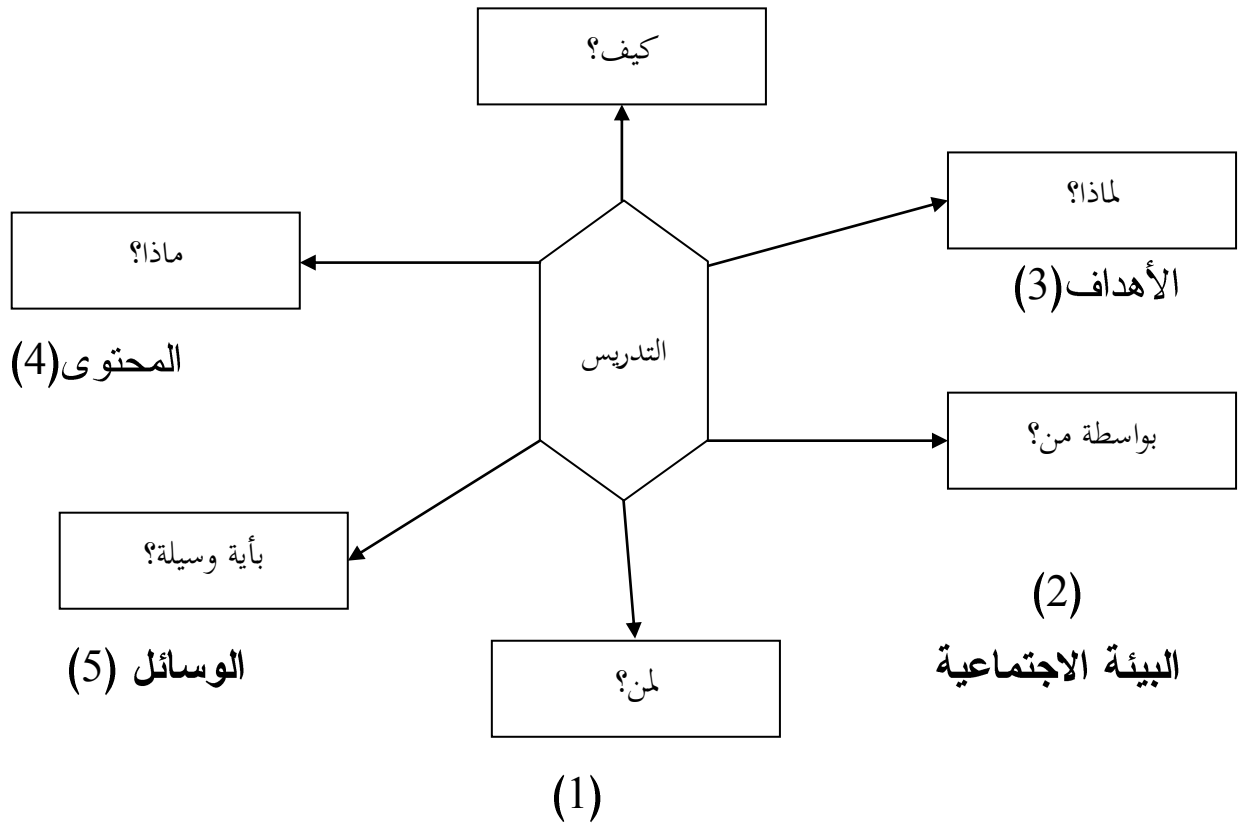 كيف؟
لماذا؟
الأهداف(3)
ماذا؟
المحتوى(4)
التدريس
بواسطة من؟
(2)
البيئة الاجتماعية
بأية وسيلة؟
الوسائل (5)
لمن؟
(1)